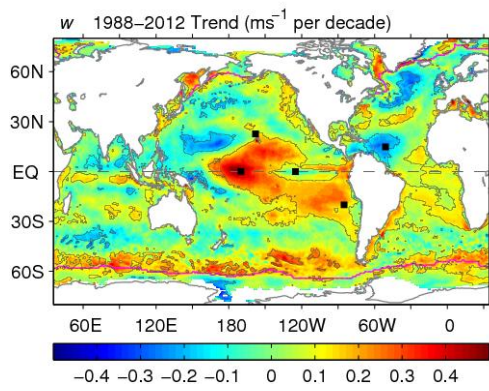 w 1988−2012 Trend (ms⁻¹ per decade)
60N
30N
EQ
30S
60S
60E 120E 180 120W 60W 0
−0.4 −0.3 −0.2 −0.1 0 0.1 0.2 0.3 0.4